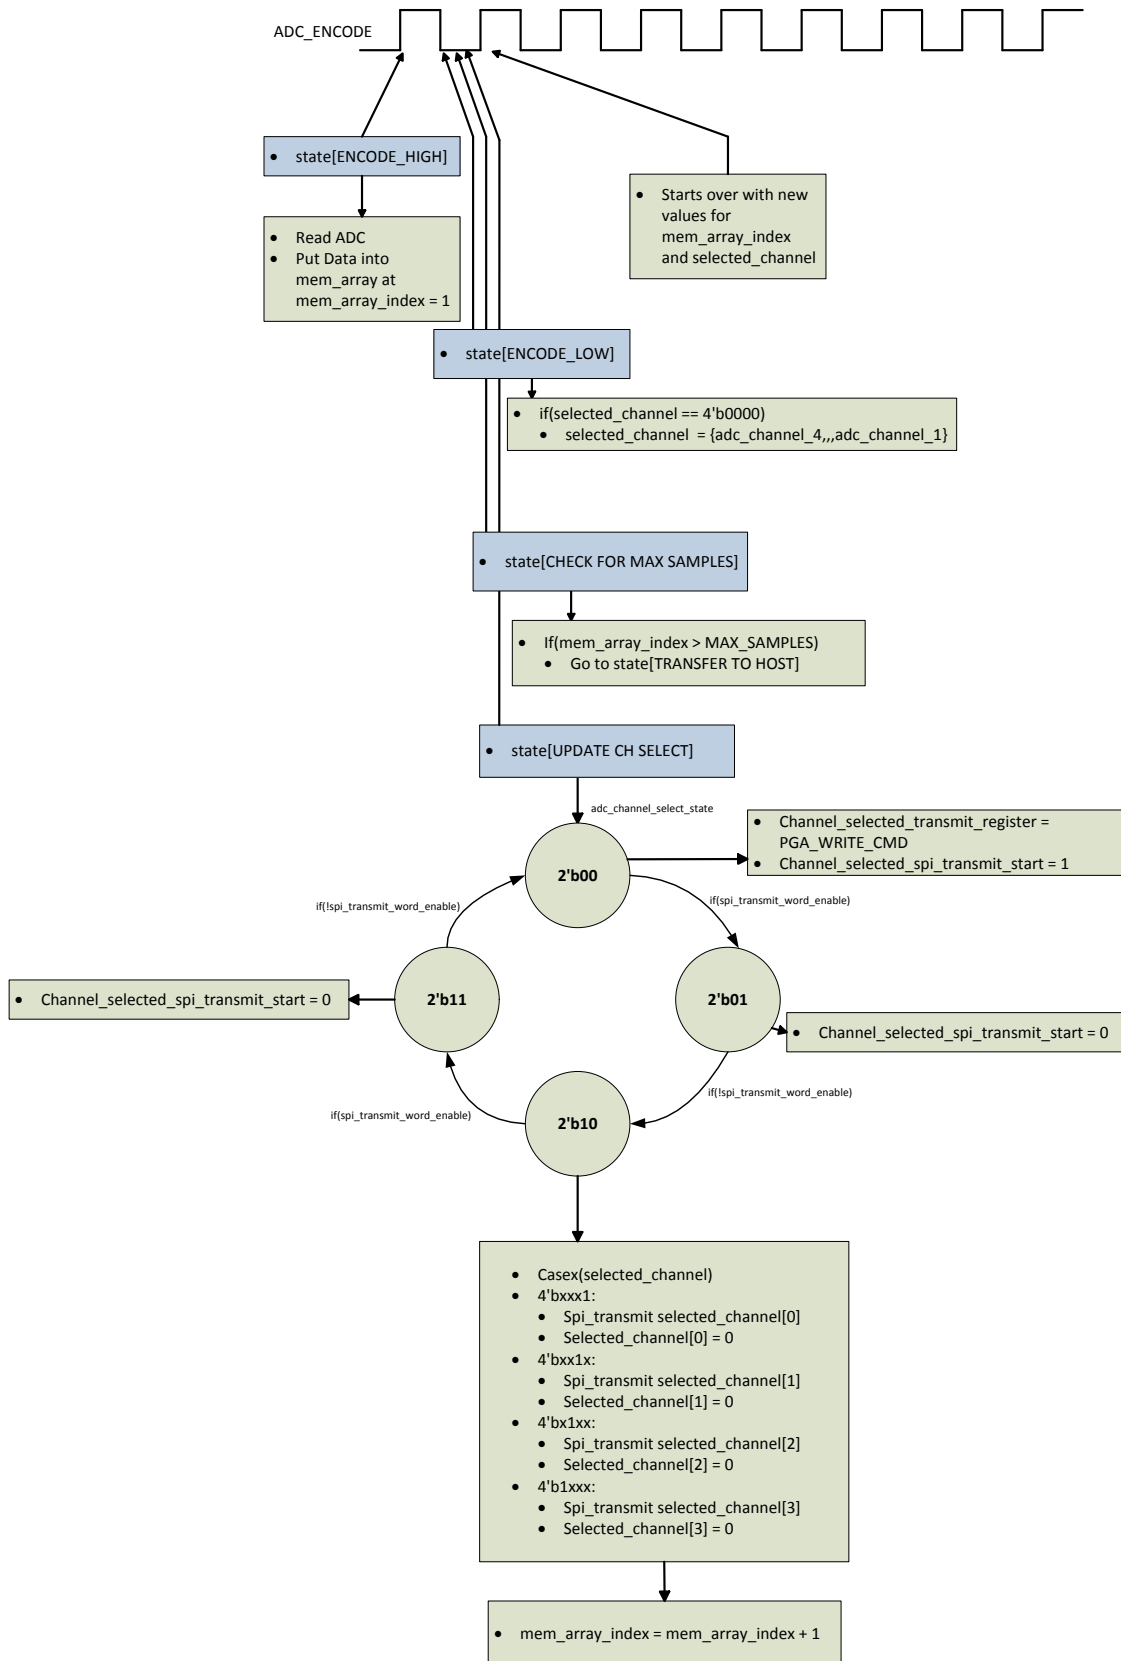 ADC_ENCODE
• state[ENCODE_HIGH]
• Read ADC
• Put Data into
mem_array at
mem_array_index = 1
• Starts over with new
values for
mem_array_index
and selected_channel
• state[ENCODE_LOW]
• if(selected_channel == 4'b0000)
• selected_channel = {adc_channel_4,,,adc_channel_1}
• state[CHECK FOR MAX SAMPLES]
• If(mem_array_index > MAX_SAMPLES)
• Go to state[TRANSFER TO HOST]
• state[UPDATE CH SELECT]
adc_channel_select_state
• Channel_selected_transmit_register =
PGA_WRITE_CMD
• Channel_selected_spi_transmit_start = 1
2'b00
if(!spi_transmit_word_enable)
if(spi_transmit_word_enable)
• Channel_selected_spi_transmit_start = 0
2'b11
2'b01
• Channel_selected_spi_transmit_start = 0
if(!spi_transmit_word_enable)
if(spi_transmit_word_enable)
2'b10
• Casex(selected_channel)
• 4'bxxx1:
• Spi_transmit selected_channel[0]
• Selected_channel[0] = 0
• 4'bxx1x:
• Spi_transmit selected_channel[1]
• Selected_channel[1] = 0
• 4'bx1xx:
• Spi_transmit selected_channel[2]
• Selected_channel[2] = 0
• 4'b1xxx:
• Spi_transmit selected_channel[3]
• Selected_channel[3] = 0
• mem_array_index = mem_array_index + 1